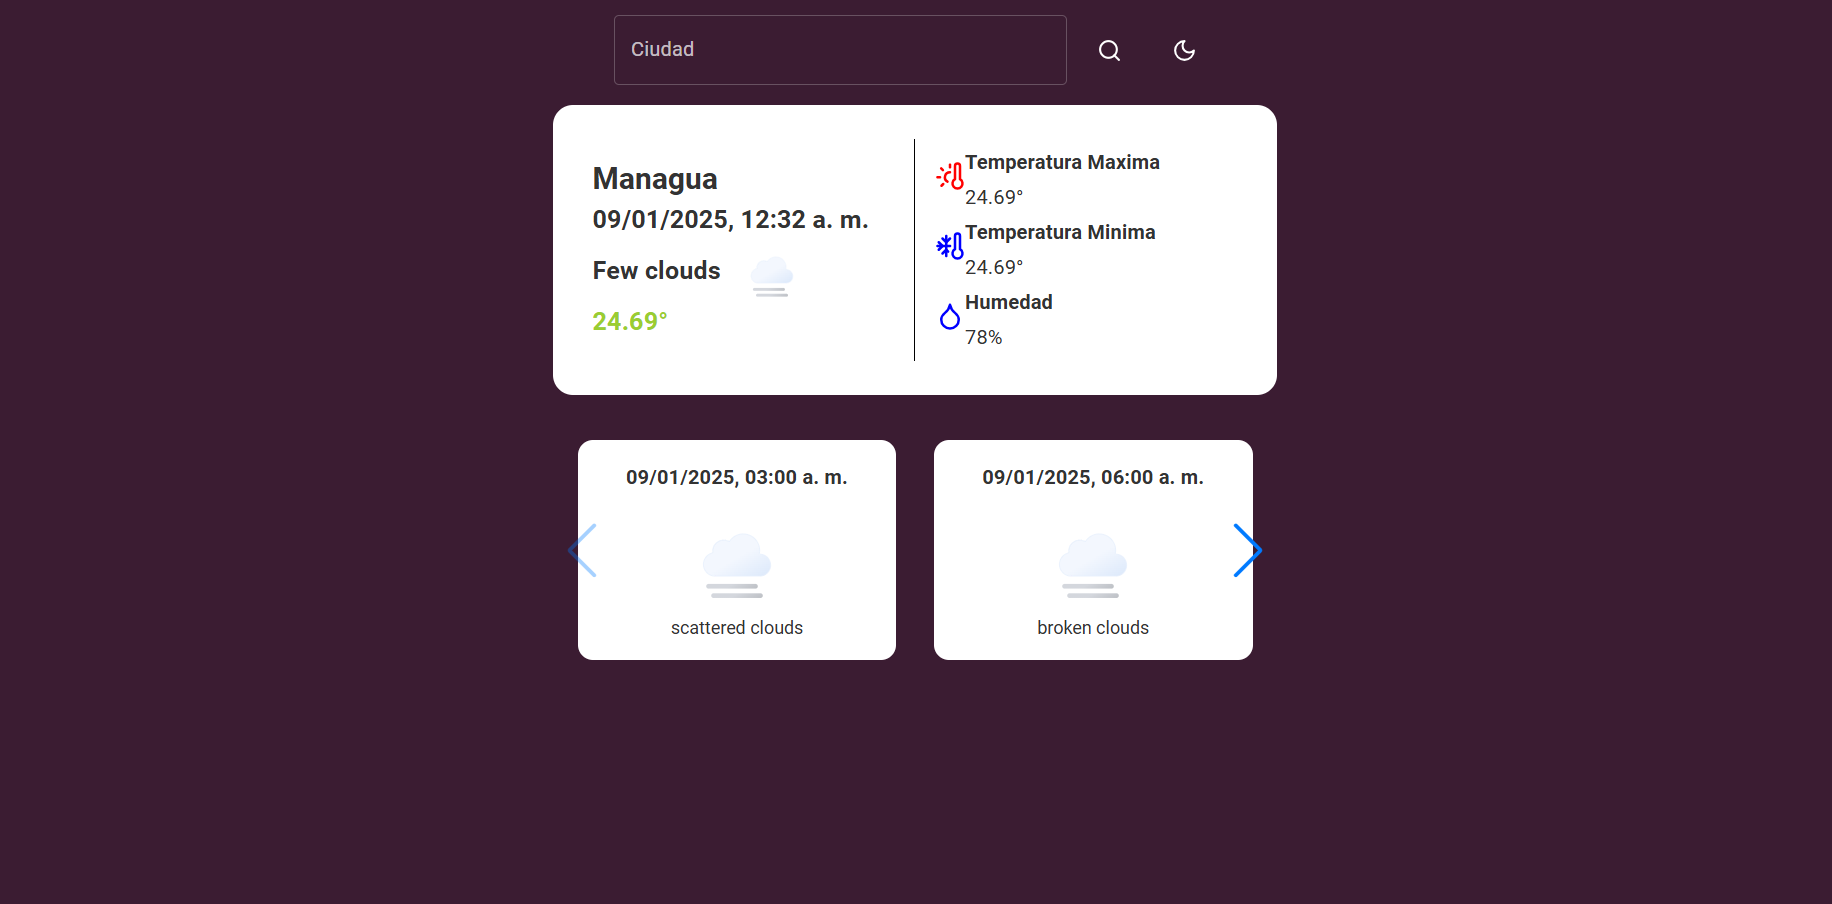 Ciudad
Managua
09/01/2025, 12:32 a. m.
Few clouds
24.69°
Temperatura Maxima
24.69°
Temperatura Minima
24.69°
Humedad
78%
09/01/2025, 03:00 a. m.
scattered clouds
09/01/2025, 06:00 a. m.
broken clouds